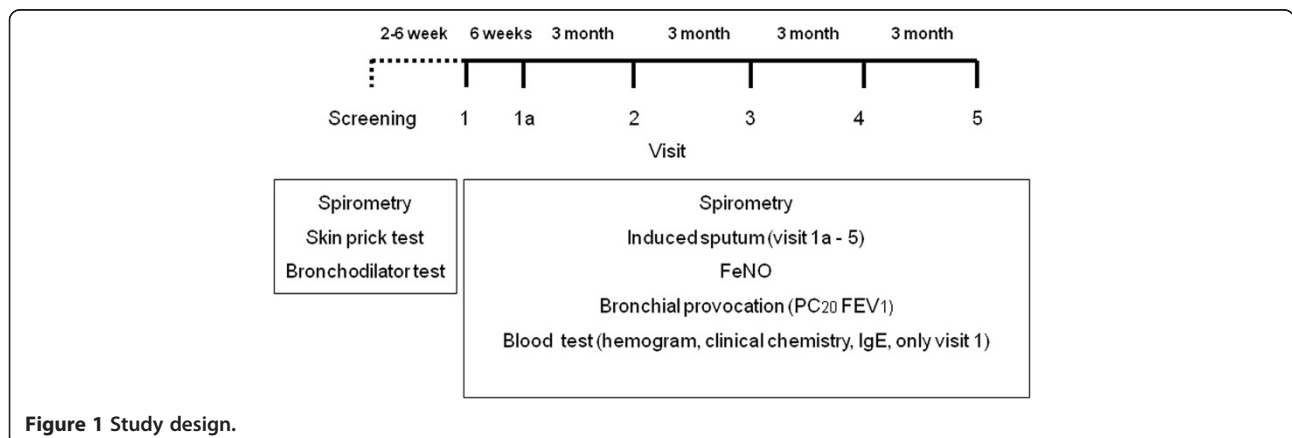 2-6 week 6 weeks 3 month 3 month 3 month 3 month
Screening 1 1a 2 3 4 5
Visit
Spirometry
Skin prick test
Bronchodilator test
Spirometry
Induced sputum (visit 1a - 5)
FeNO
Bronchial provocation (PC20 FEV1)
Blood test (hemogram, clinical chemistry, IgE, only visit 1)
Figure 1 Study design.